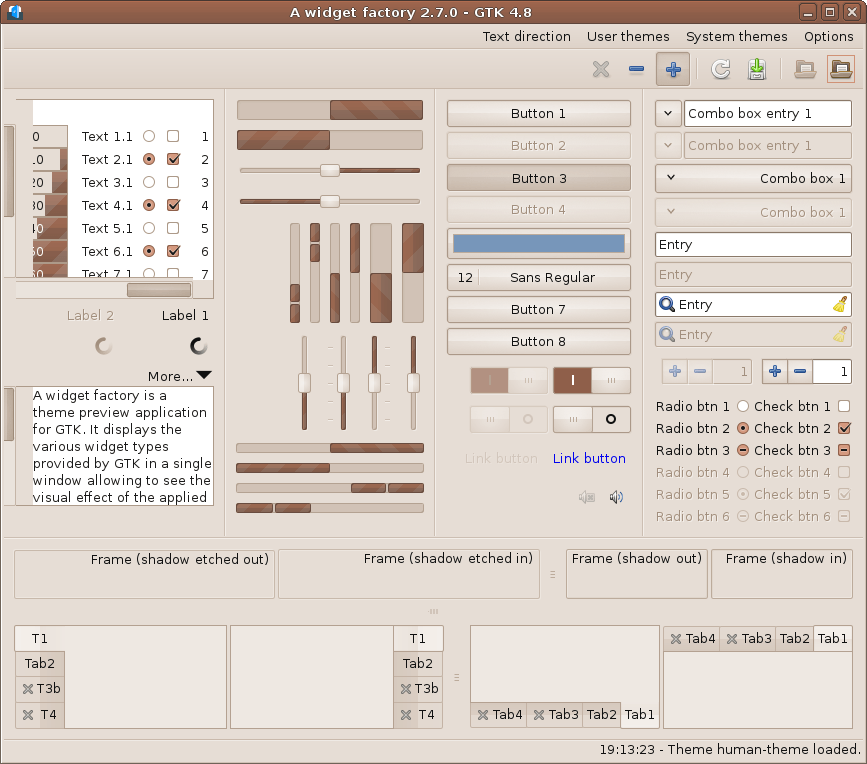 A widget factory 2.7.0 - GTK 4.8
Text direction User themes System themes Options
0 Text 1.1 1
10 Text 2.1 2
20 Text 3.1 3
30 Text 4.1 4
40 Text 5.1 5
50 Text 6.1 6
Text 7.1 7
Label 2 Label 1
More...
A widget factory is a
theme preview application
for GTK. It displays the
various widget types
provided by GTK in a single
window allowing to see the
visual effect of the applied
Button 1
Button 2
Button 3
Button 4
12 Sans Regular
Button 7
Button 8
Link button Link button
Combo box entry 1
Combo box entry 1
Combo box 1
Combo box 1
Entry
Entry
Entry
Entry
1 1
Radio btn 1 Check btn 1
Radio btn 2 Check btn 2
Radio btn 3 Check btn 3
Radio btn 4 Check btn 4
Radio btn 5 Check btn 5
Radio btn 6 Check btn 6
Frame (shadow etched out) Frame (shadow etched in) Frame (shadow out) Frame (shadow in)
T1
Tab2
T3b
T4
T1
Tab2
T3b
T4
Tab4 Tab3 Tab2 Tab1
Tab4 Tab3 Tab2 Tab1
19:13:23 - Theme human-theme loaded.